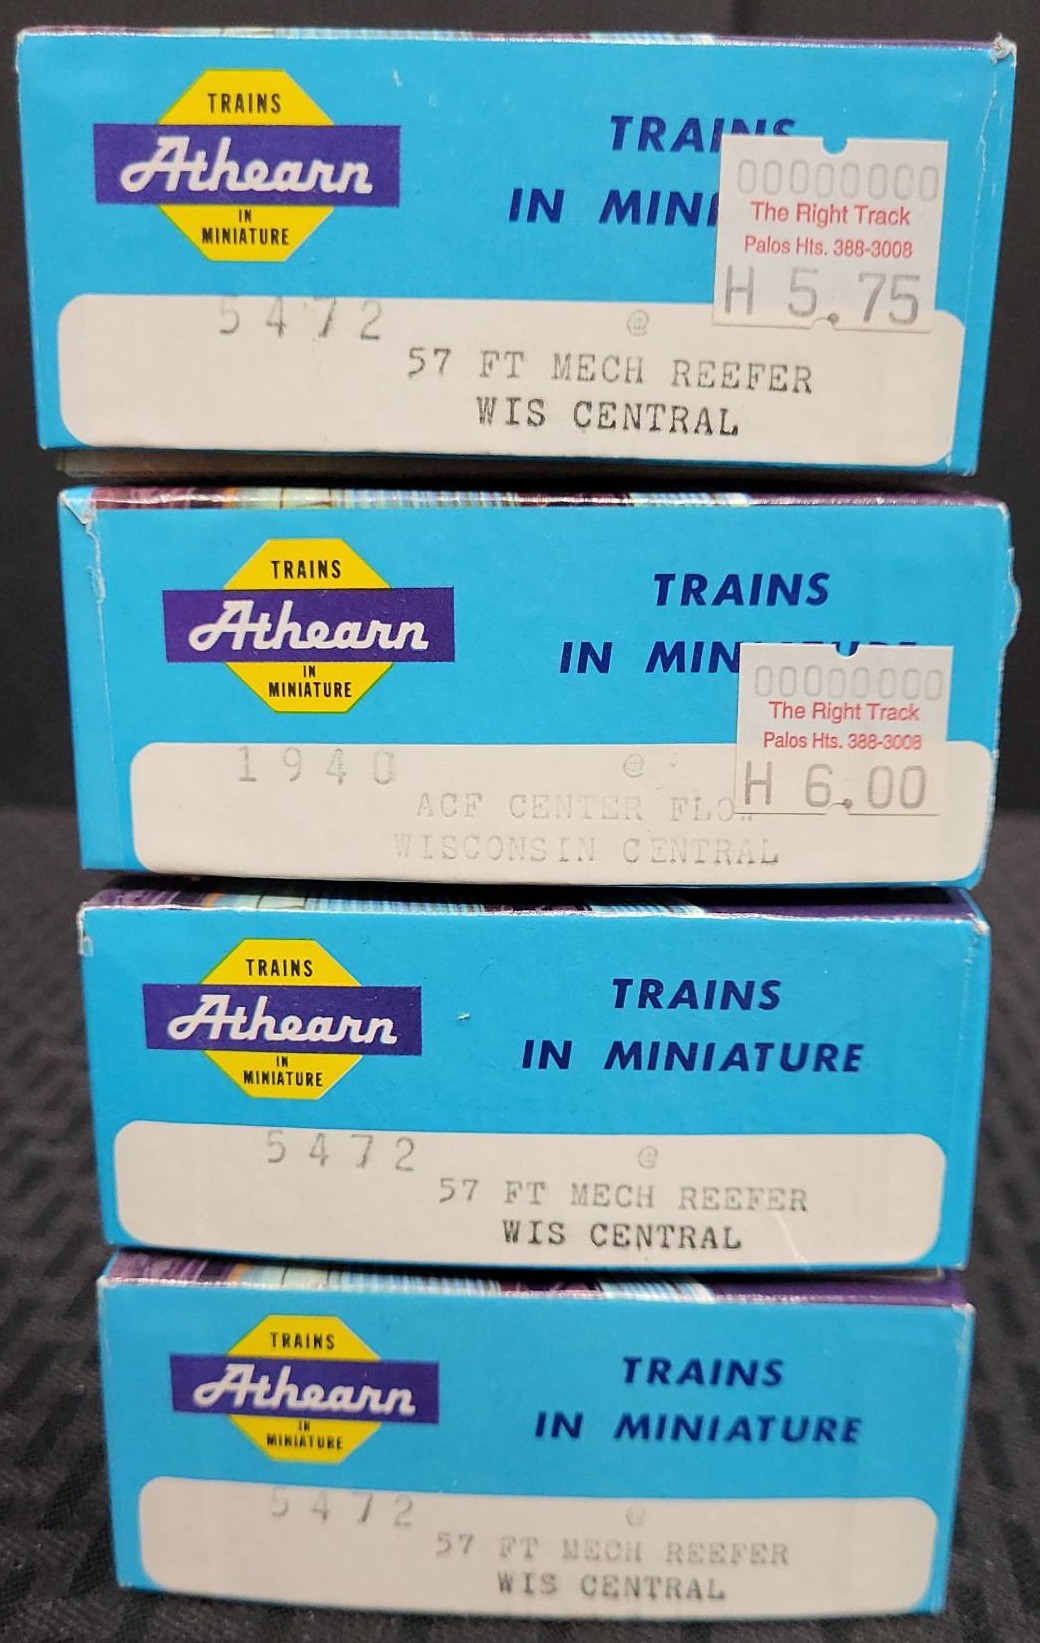 TRAINS
Athearn
IN
MINIATURE
TRAINS
IN MINI
00000000
The Right Track
Palos Hts. 388-3008
H 5.75
5472 @
57 FT MECH REEFER
WIS CENTRAL
TRAINS
Athearn
IN
MINIATURE
TRAINS
IN MINIATURE
00000000
The Right Track
Palos Hts. 388-3008
H 6.00
1940 @
ACF CENTER FLOW
WISCONSIN CENTRAL
TRAINS
Athearn
IN
MINIATURE
TRAINS
IN MINIATURE
5472 @
57 FT MECH REEFER
WIS CENTRAL
TRAINS
Athearn
IN
MINIATURE
TRAINS
IN MINIATURE
5472 @
57 FT MECH REEFER
WIS CENTRAL